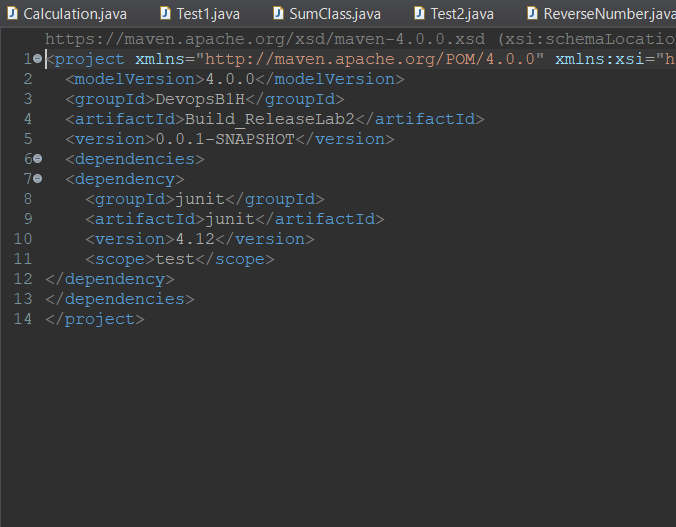 Calculation.java Test1.java SumClass.java Test2.java ReverseNumber.java
https://maven.apache.org/xsd/maven-4.0.0.xsd (xsi:schemaLocatio
1 <project xmlns="http://maven.apache.org/POM/4.0.0" xmlns:xsi="h
2 <modelVersion>4.0.0</modelVersion>
3 <groupId>DevopsB1H</groupId>
4 <artifactId>Build_ReleaseLab2</artifactId>
5 <version>0.0.1-SNAPSHOT</version>
6 <dependencies>
7 <dependency>
8 <groupId>junit</groupId>
9 <artifactId>junit</artifactId>
10 <version>4.12</version>
11 <scope>test</scope>
12 </dependency>
13 </dependencies>
14 </project>